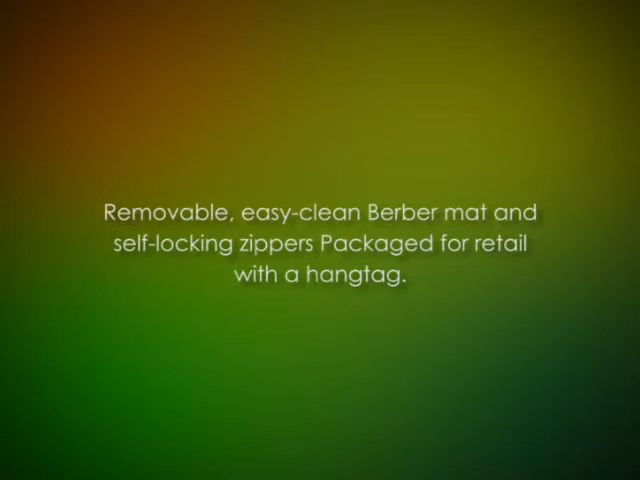 Removable, easy-clean Berber mat and
self-locking zippers Packaged for retail
with a hangtag.